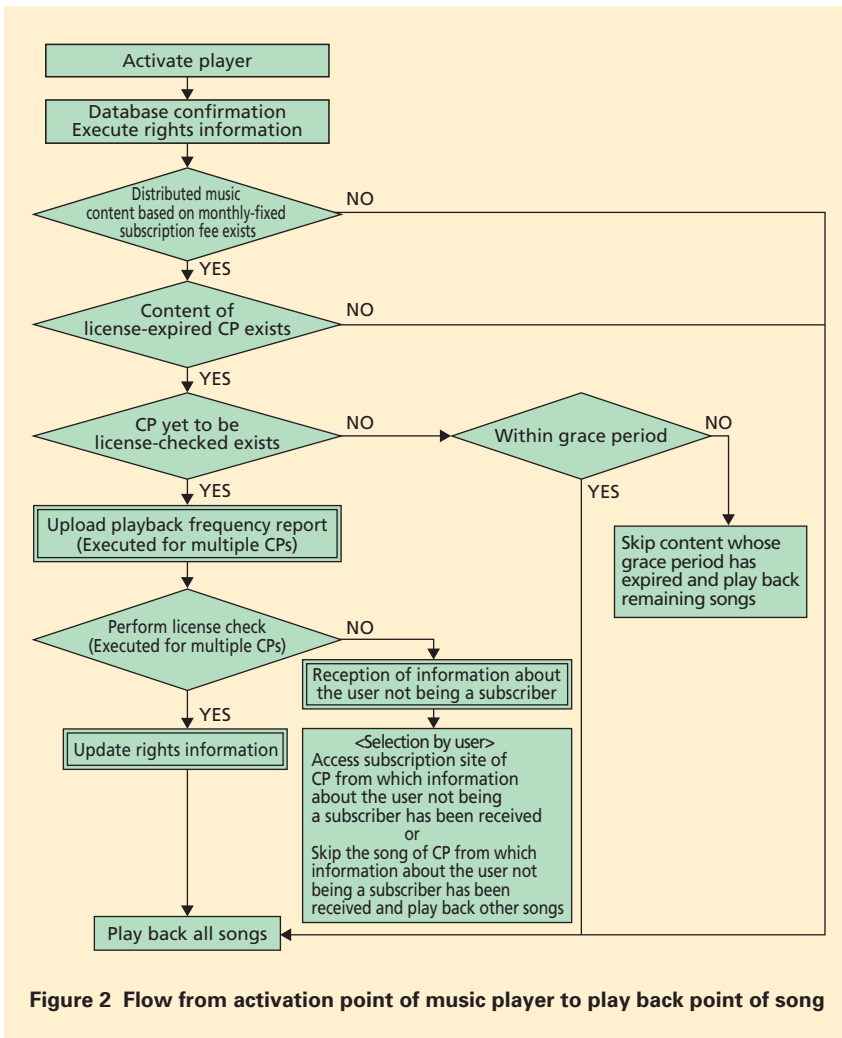 Activate player
Database confirmation
Execute rights information
Distributed music
content based on monthly-fixed
subscription fee exists
NO
YES
Content of
license-expired CP exists
NO
YES
CP yet to be
license-checked exists
NO
Within grace period
NO
YES
YES
Upload playback frequency report
(Executed for multiple CPs)
Skip content whose
grace period has
expired and play back
remaining songs
Perform license check
(Executed for multiple CPs)
NO
Reception of information about
the user not being a subscriber
YES
Update rights information
<Selection by user>
Access subscription site of
CP from which information
about the user not being
a subscriber has been received
or
Skip the song of CP from which
information about the user not
being a subscriber has been
received and play back other songs
Play back all songs
Figure 2 Flow from activation point of music player to play back point of song